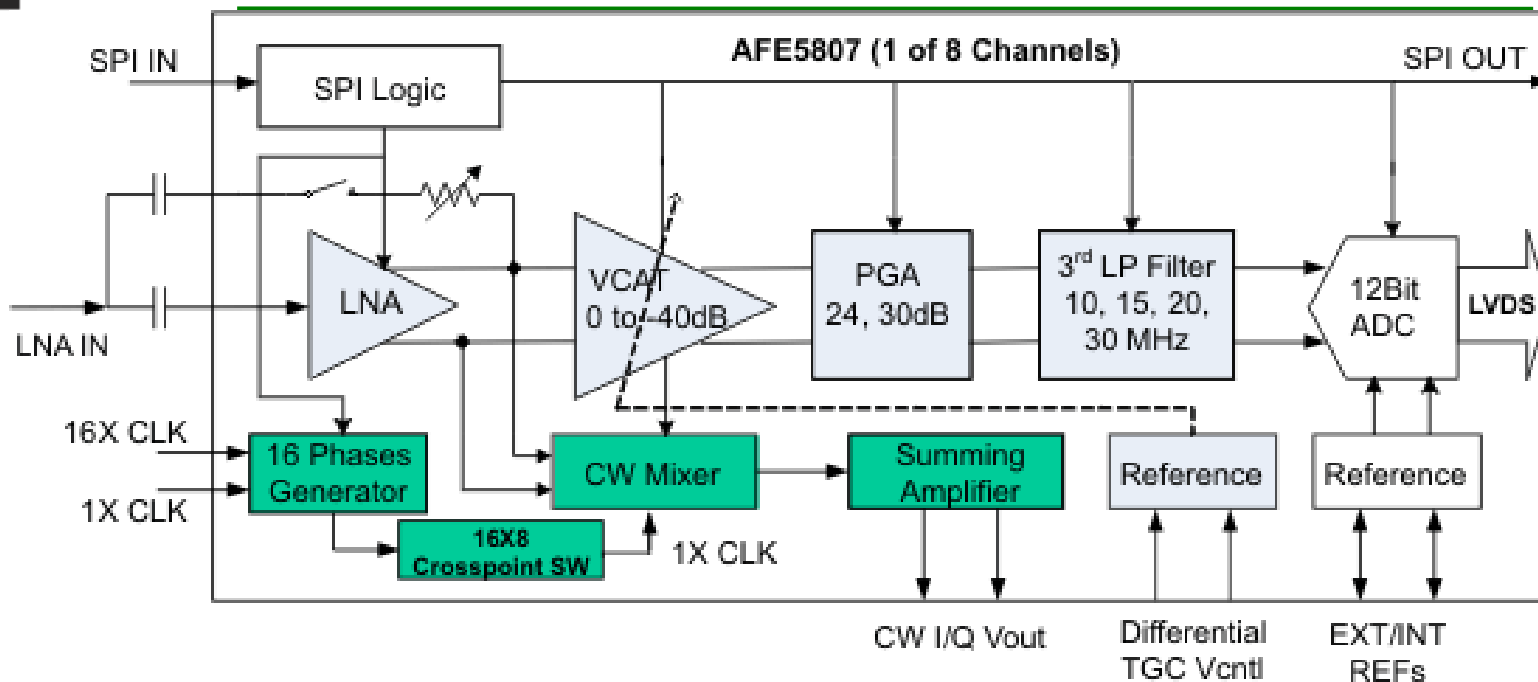 AFE5807 (1 of 8 Channels)
SPI IN
SPI OUT
SPI Logic
LNA
VCAT
0 to -40dB
PGA
24, 30dB
3rd LP Filter
10, 15, 20,
30 MHz
12Bit
ADC
LVDS
LNA IN
16X CLK
1X CLK
16 Phases
Generator
CW Mixer
Summing
Amplifier
Reference
Reference
16X8
Crosspoint SW
1X CLK
CW I/Q Vout
Differential
TGC Vcntl
EXT/INT
REFs